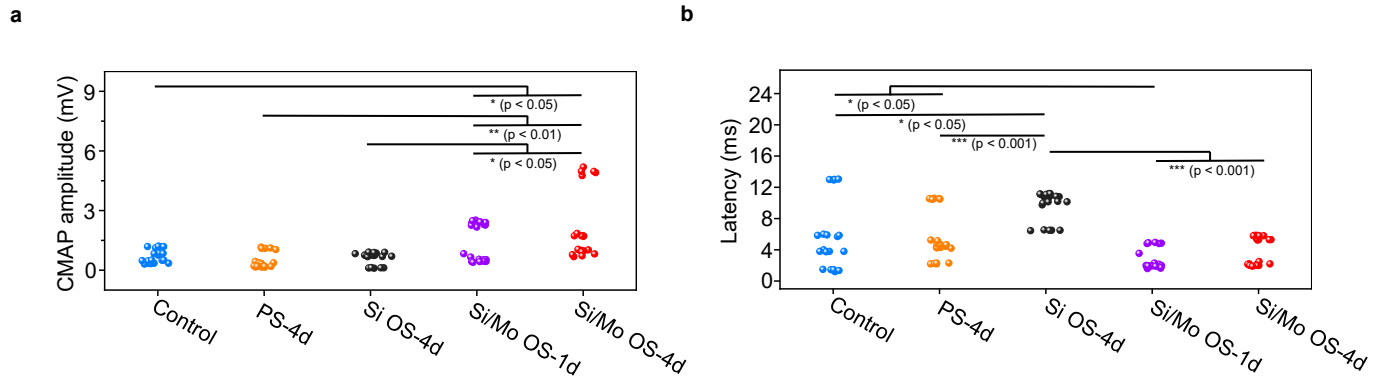 a
CMAP amplitude (mV)
9
6
3
0
* (p < 0.05)
** (p < 0.01)
* (p < 0.05)
Control
PS-4d
Si OS-4d
Si/Mo OS-1d
Si/Mo OS-4d
b
Latency (ms)
24
20
16
12
8
4
0
* (p < 0.05)
* (p < 0.05)
*** (p < 0.001)
*** (p < 0.001)
Control
PS-4d
Si OS-4d
Si/Mo OS-1d
Si/Mo OS-4d